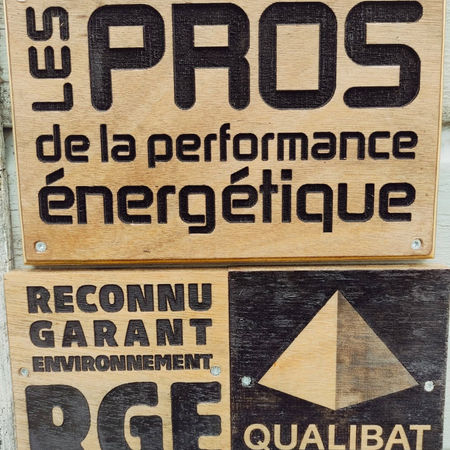 LES PROS
de la performance
énergétique
RECONNU
GARANT
ENVIRONNEMENT
RGE
QUALIBAT